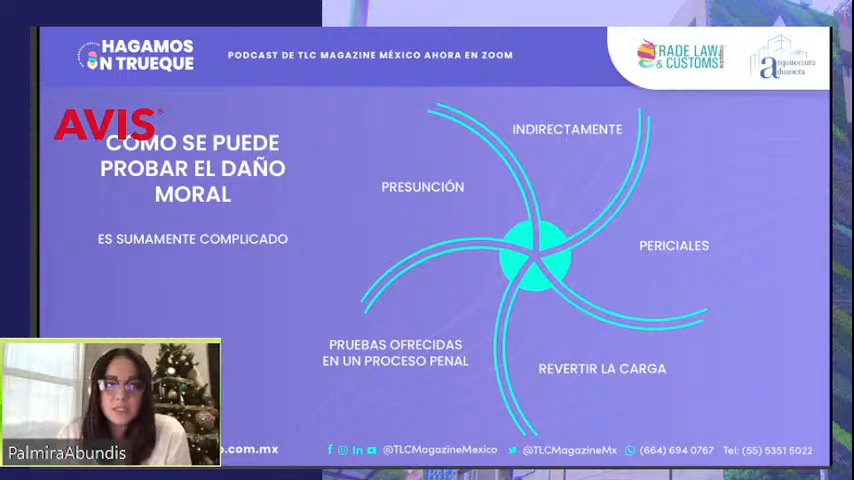 HAGAMOS
UN TRUEQUE
PODCAST DE TLC MAGAZINE MÉXICO AHORA EN ZOOM
TRADE LAW
& CUSTOMS
arquitectura
aduanera
AVIS
CÓMO SE PUEDE
PROBAR EL DAÑO
MORAL
ES SUMAMENTE COMPLICADO
INDIRECTAMENTE
PRESUNCIÓN
PERICIALES
PRUEBAS OFRECIDAS
EN UN PROCESO PENAL
REVERTIR LA CARGA
PalmiraAbundis
o.com.mx
@TLCMagazineMexico
@TLCMagazineMx
(664) 694 0767
Tel: (55) 5351 5022